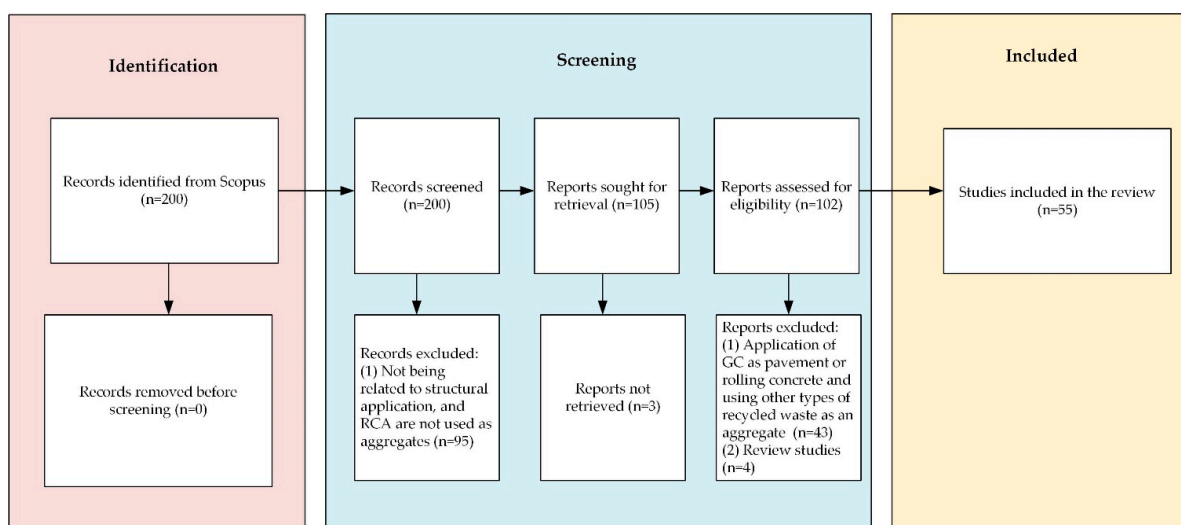 Identification
Records identified from Scopus
(n=200)
Records removed before
screening (n=0)
Screening
Records screened
(n=200)
Reports sought for
retrieval (n=105)
Reports assessed for
eligibility (n=102)
Records excluded:
(1) Not being
related to structural
application, and
RCA are not used as
aggregates (n=95)
Reports not
retrieved (n=3)
Reports excluded:
(1) Application of
GC as pavement or
rolling concrete and
using other types of
recycled waste as an
aggregate (n=43)
(2) Review studies
(n=4)
Included
Studies included in the review
(n=55)